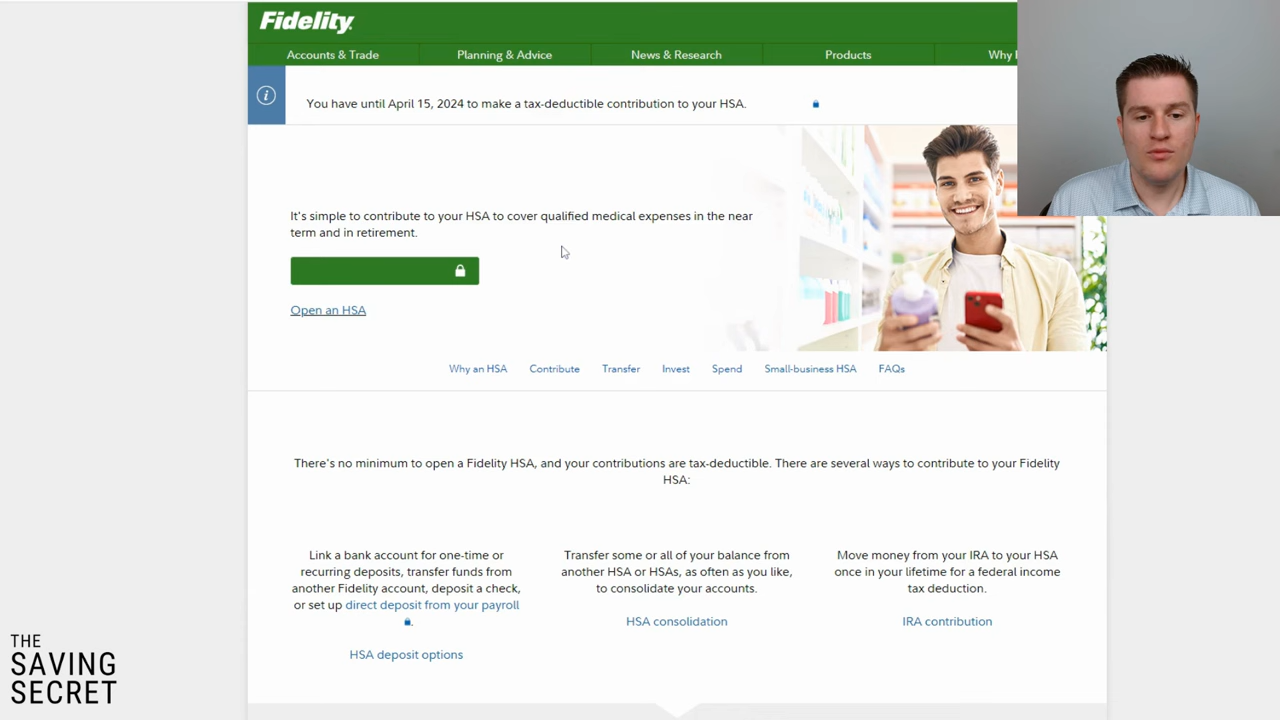 Fidelity
Accounts & Trade
Planning & Advice
News & Research
Products
Why
You have until April 15, 2024 to make a tax-deductible contribution to your HSA.
It's simple to contribute to your HSA to cover qualified medical expenses in the near
term and in retirement.
Open an HSA
Why an HSA
Contribute
Transfer
Invest
Spend
Small-business HSA
FAQs
There's no minimum to open a Fidelity HSA, and your contributions are tax-deductible. There are several ways to contribute to your Fidelity
HSA:
Link a bank account for one-time or
recurring deposits, transfer funds from
another Fidelity account, deposit a check,
or set up direct deposit from your payroll
.
HSA deposit options
Transfer some or all of your balance from
another HSA or HSAs, as often as you like,
to consolidate your accounts.
HSA consolidation
Move money from your IRA to your HSA
once in your lifetime for a federal income
tax deduction.
IRA contribution
THE
SAVING
SECRET